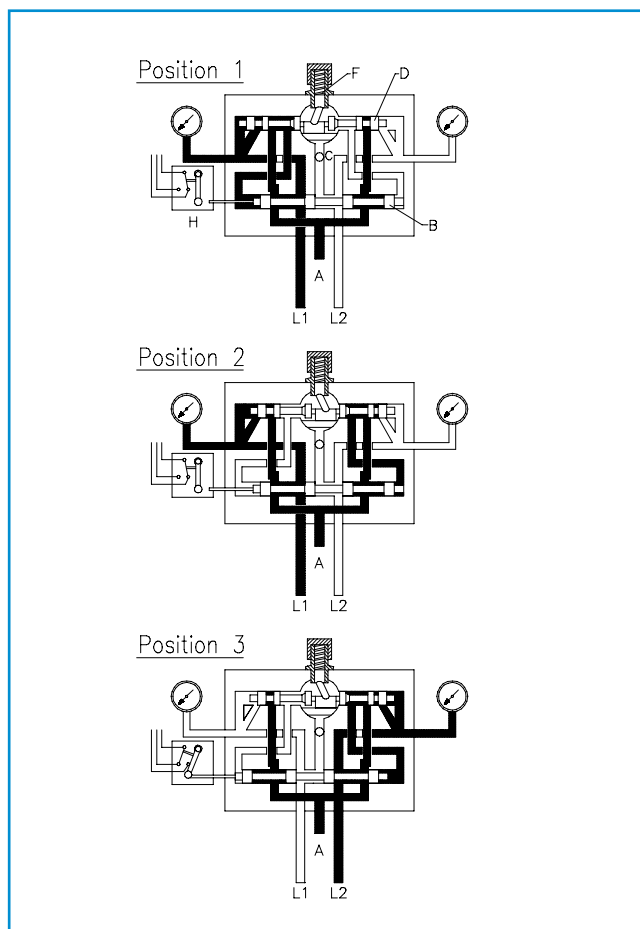 Position 1
F
D
C
H
B
A
L1 L2
Position 2
A
L1 L2
Position 3
A
L1 L2